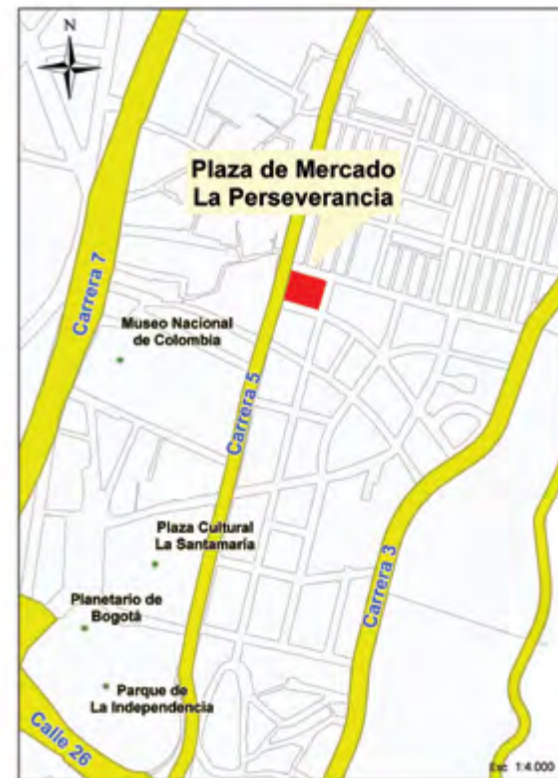 N
Plaza de Mercado
La Perseverancia
Carrera 7
Museo Nacional
de Colombia
Carrera 5
Plaza Cultural
La Santamaría
Carrera 3
Planetario de
Bogotá
Parque de
La Independencia
Calle 26
Esc 1:4.000